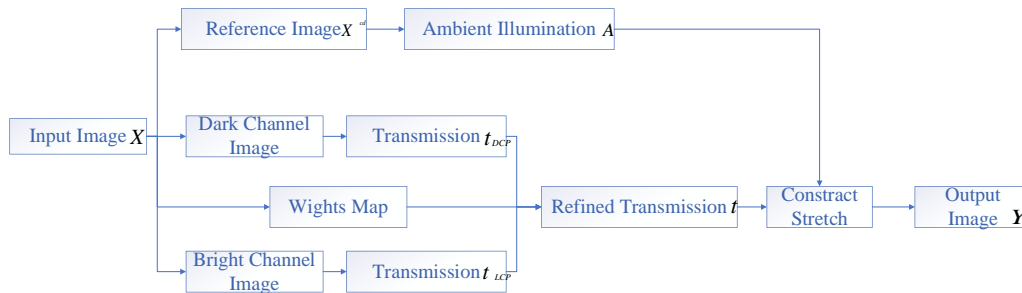 Reference Image X cd
Ambient Illumination A
Input Image X
Dark Channel
Image
Transmission t DCP
Wights Map
Refined Transmission t
Constract
Stretch
Output
Image Y
Bright Channel
Image
Transmission t LCP